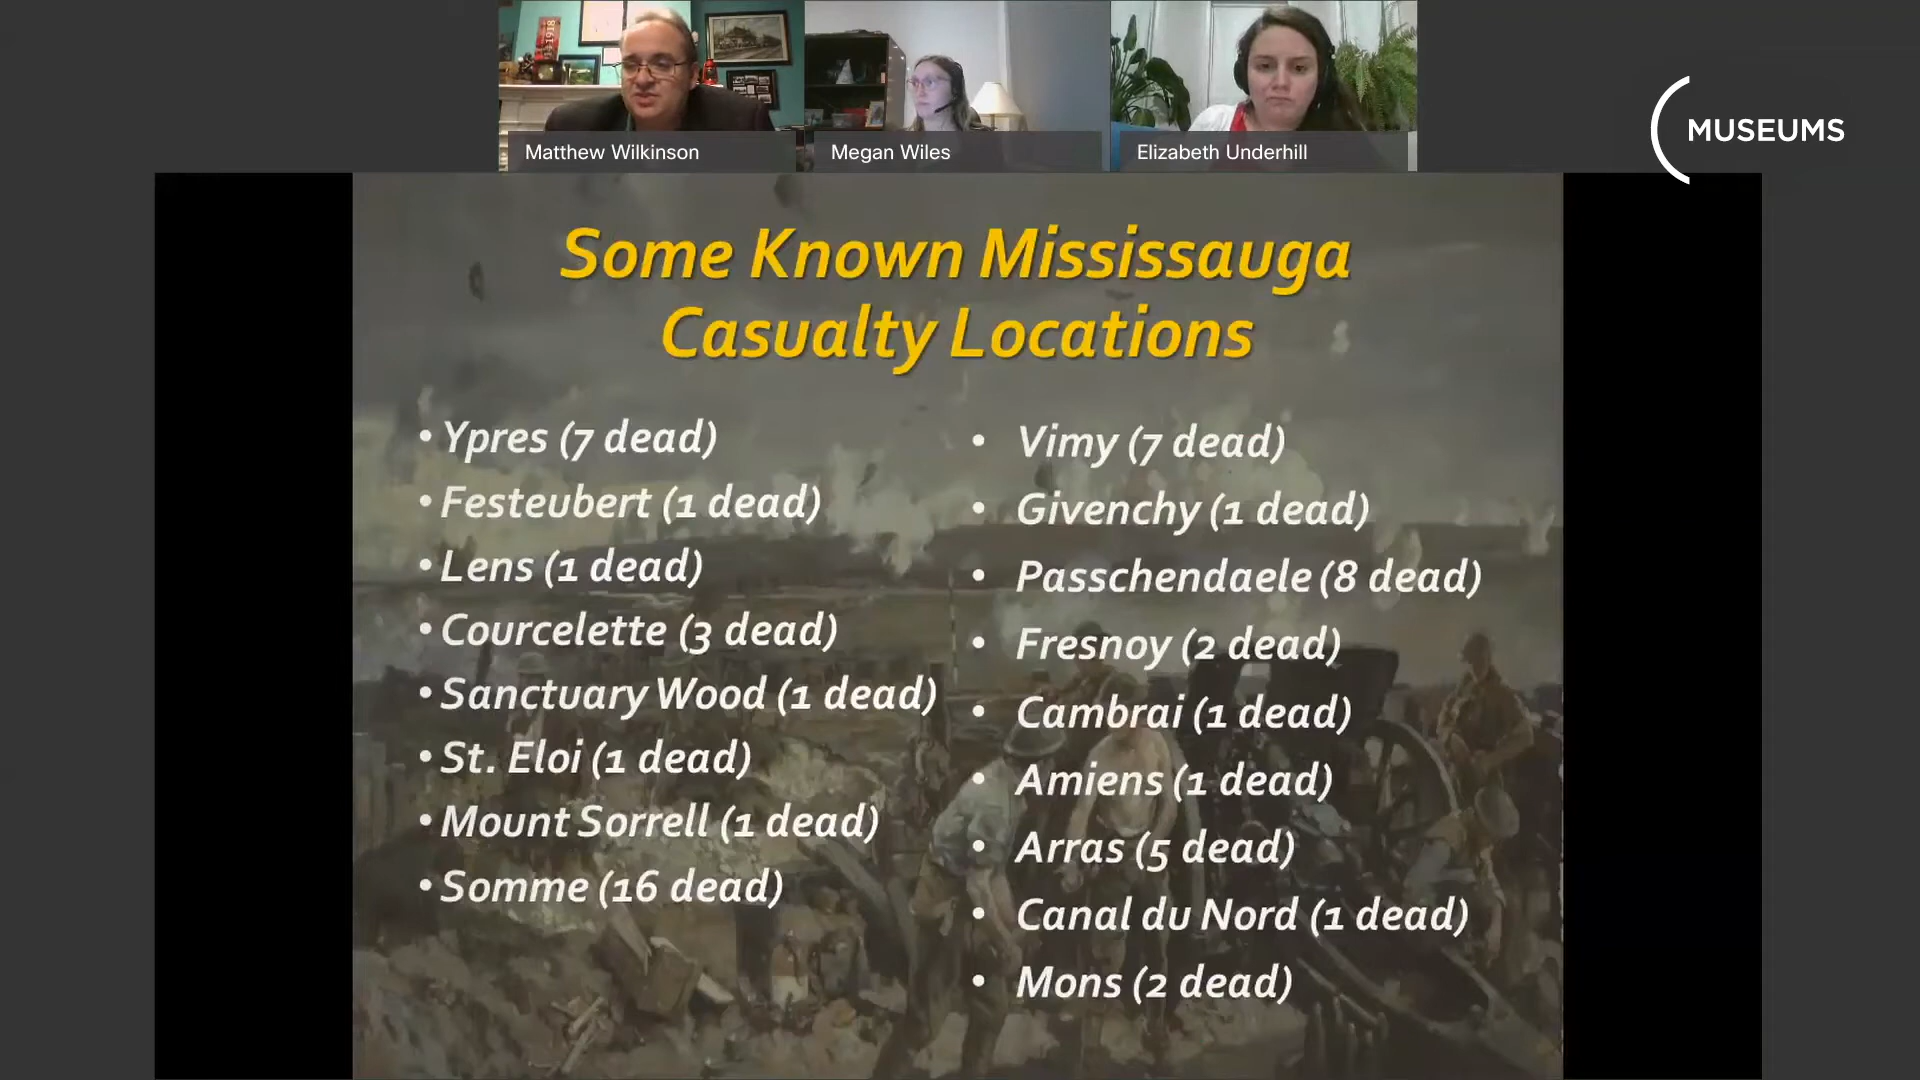 1918
Matthew Wilkinson
Megan Wiles
Elizabeth Underhill
MUSEUMS
Some Known Mississauga
Casualty Locations
• Ypres (7 dead)
• Festeubert (1 dead)
• Lens (1 dead)
• Courcelette (3 dead)
• Sanctuary Wood (1 dead)
• St. Eloi (1 dead)
• Mount Sorrell (1 dead)
• Somme (16 dead)
• Vimy (7 dead)
• Givenchy (1 dead)
• Passchendaele (8 dead)
• Fresnoy (2 dead)
• Cambrai (1 dead)
• Amiens (1 dead)
• Arras (5 dead)
• Canal du Nord (1 dead)
• Mons (2 dead)